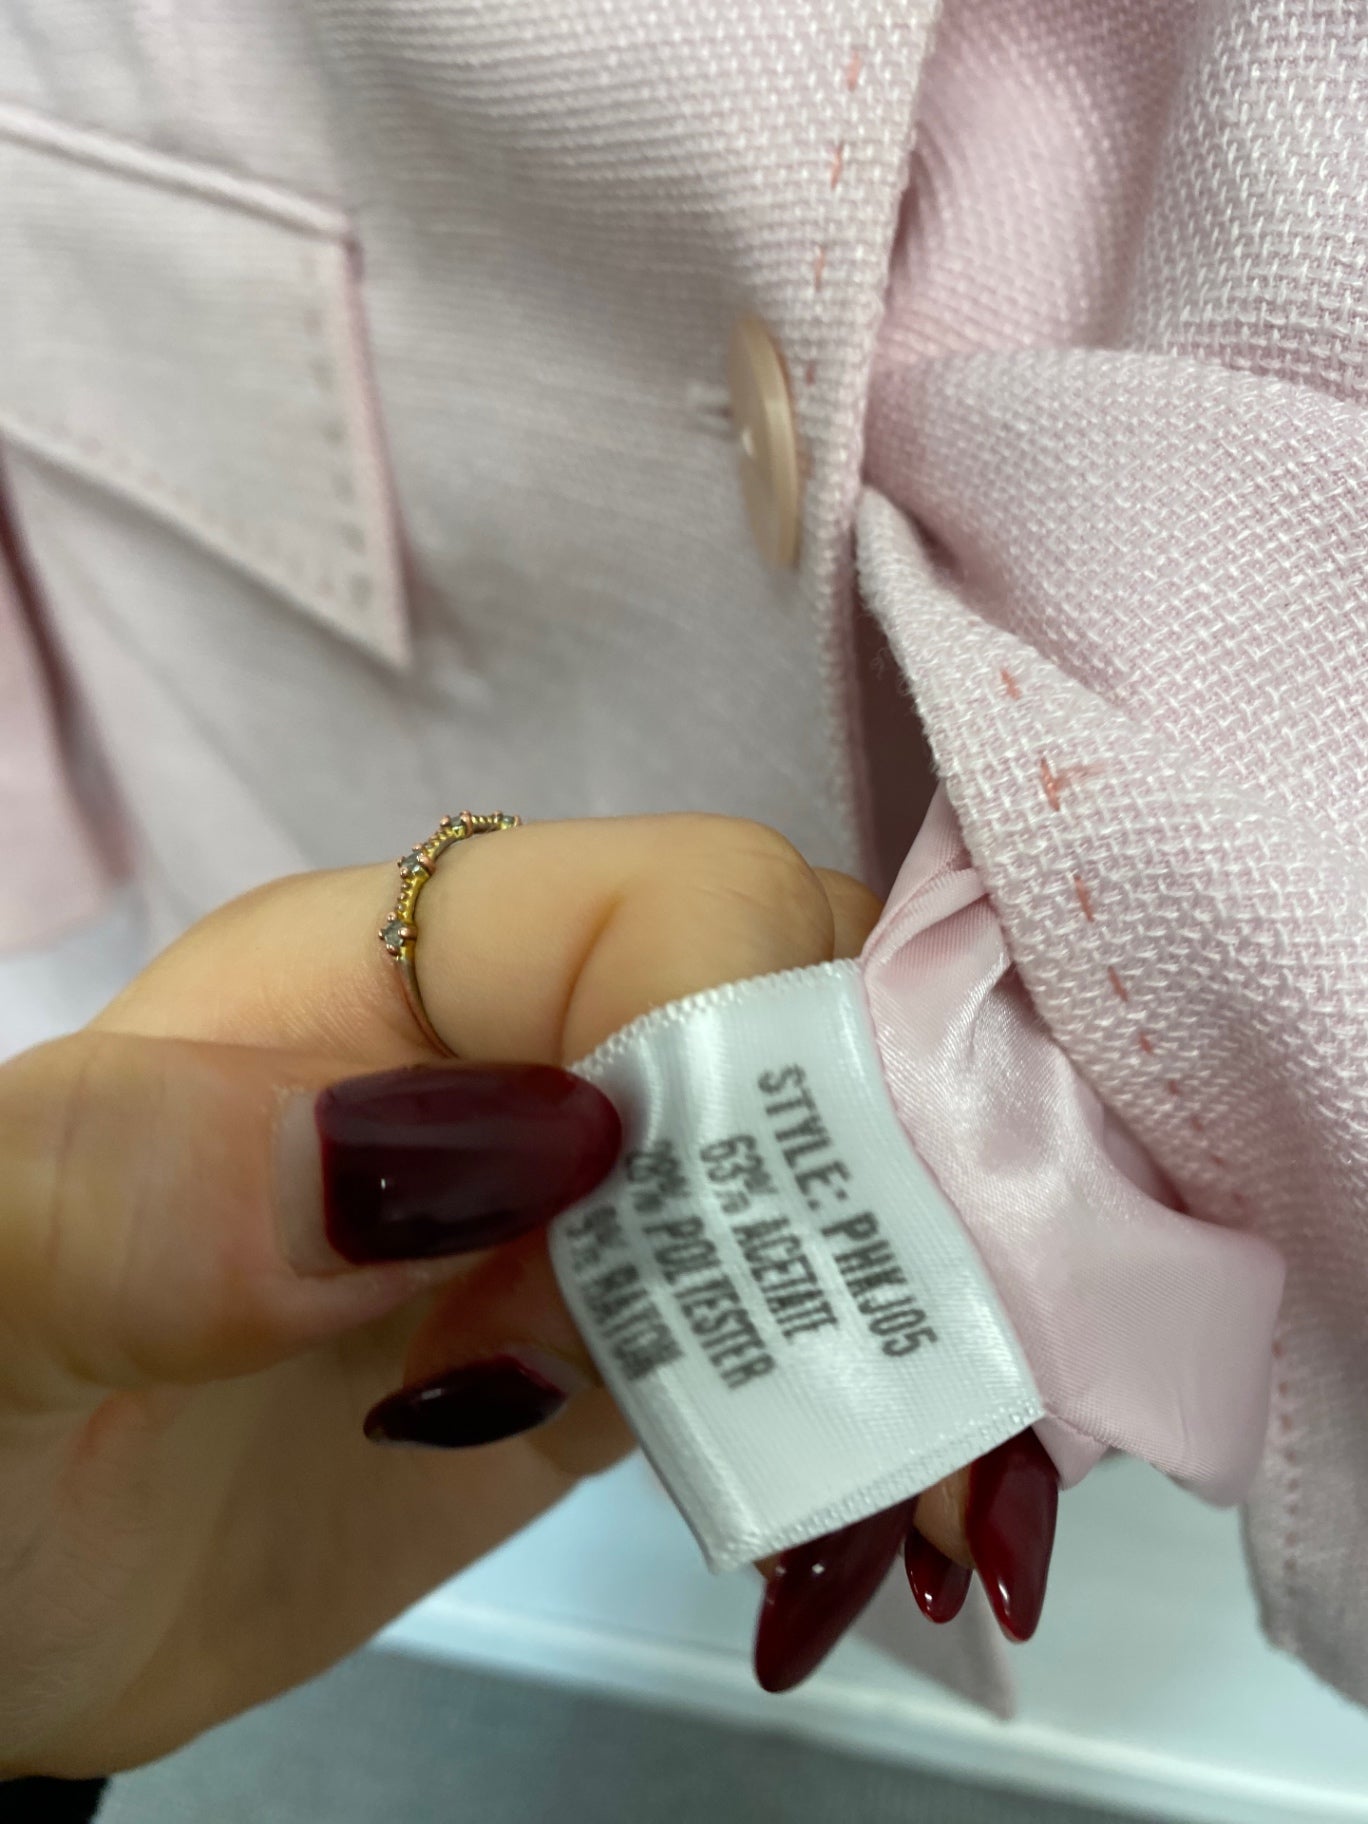 STYLE: PHKJ05
63% ACETATE
28% POLYESTER
9% RAYON